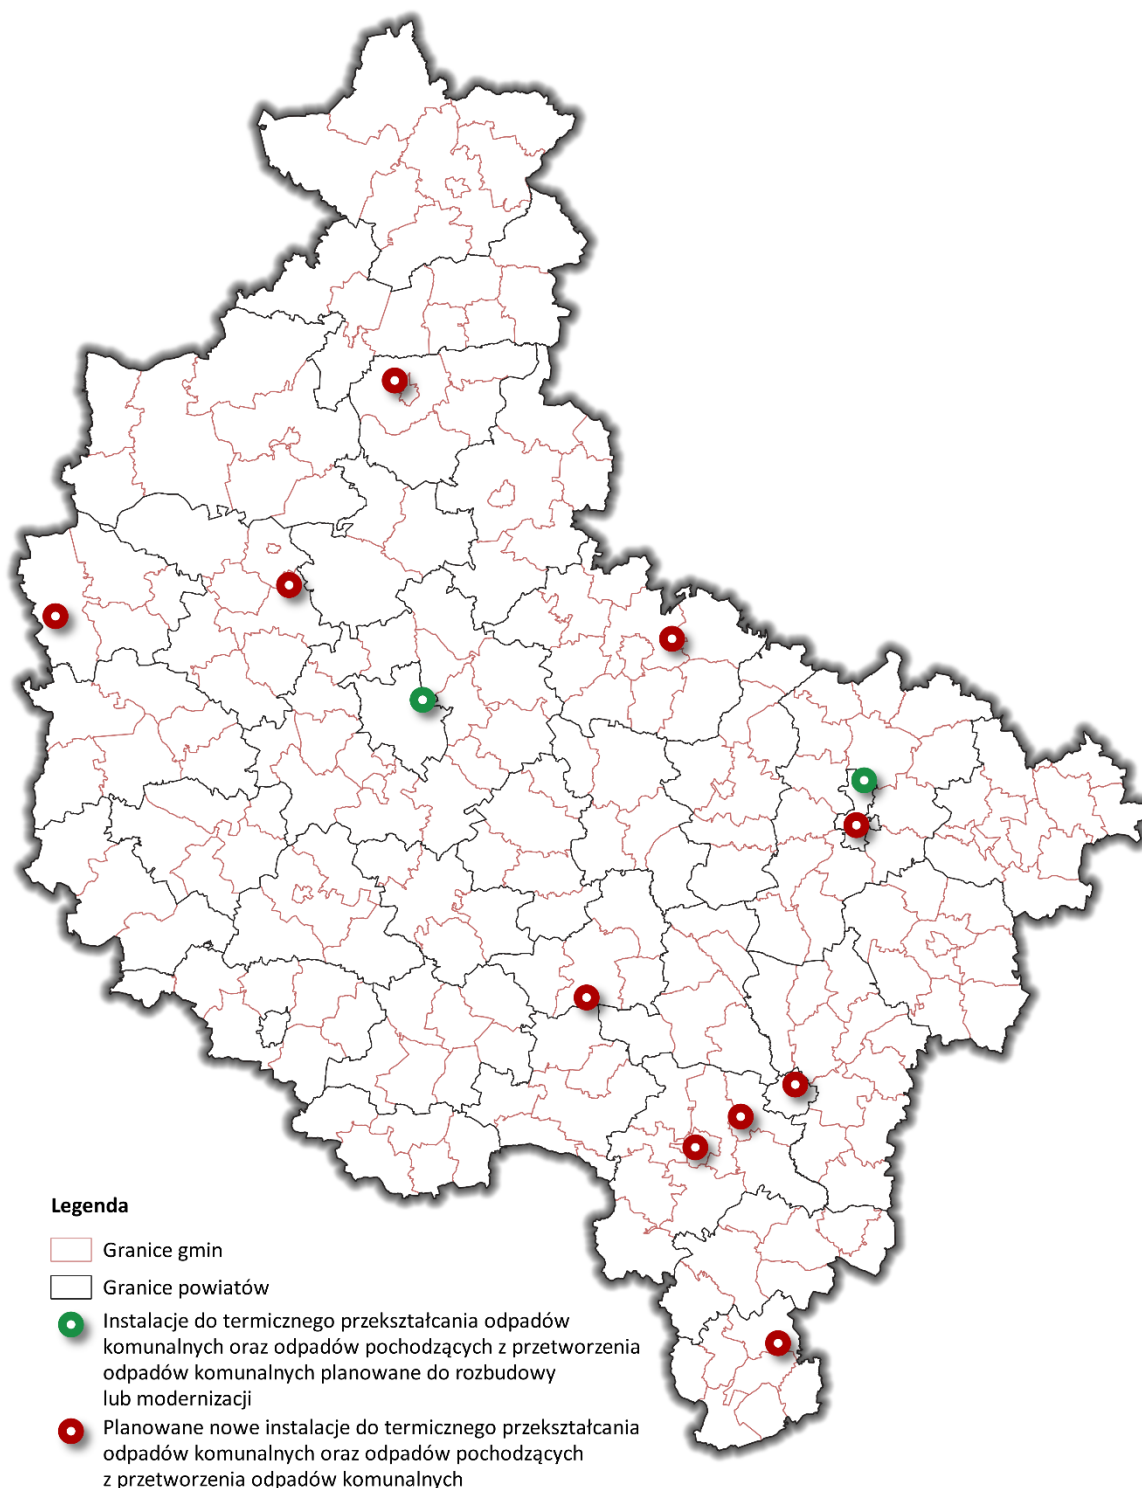 Legenda
Granice gmin
Granice powiatów
Instalacje do termicznego przekształcania odpadów
komunalnych oraz odpadów pochodzących z przetworzenia
odpadów komunalnych planowane do rozbudowy
lub modernizacji
Planowane nowe instalacje do termicznego przekształcania
odpadów komunalnych oraz odpadów pochodzących
z przetworzenia odpadów komunalnych